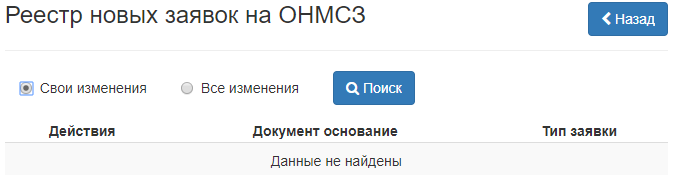 Реестр новых заявок на ОНМСЗ
Назад
Свои изменения Все изменения Поиск
Действия Документ основание Тип заявки
Данные не найдены